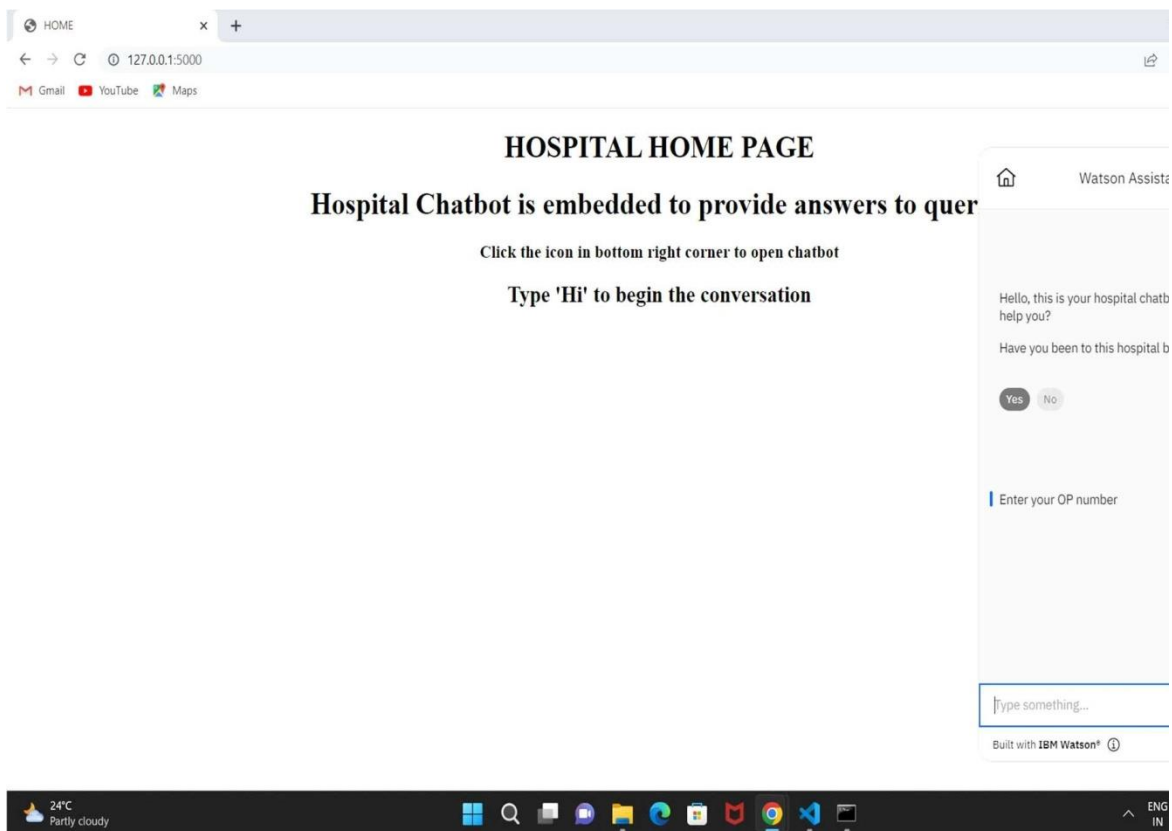 HOME
127.0.0.1:5000
Gmail YouTube Maps
HOSPITAL HOME PAGE
Hospital Chatbot is embedded to provide answers to quer
Click the icon in bottom right corner to open chatbot
Type 'Hi' to begin the conversation
Watson Assista
Hello, this is your hospital chatb
help you?
Have you been to this hospital b
Yes No
Enter your OP number
Type something...
Built with IBM Watson®
24°C
Partly cloudy
ENG
IN